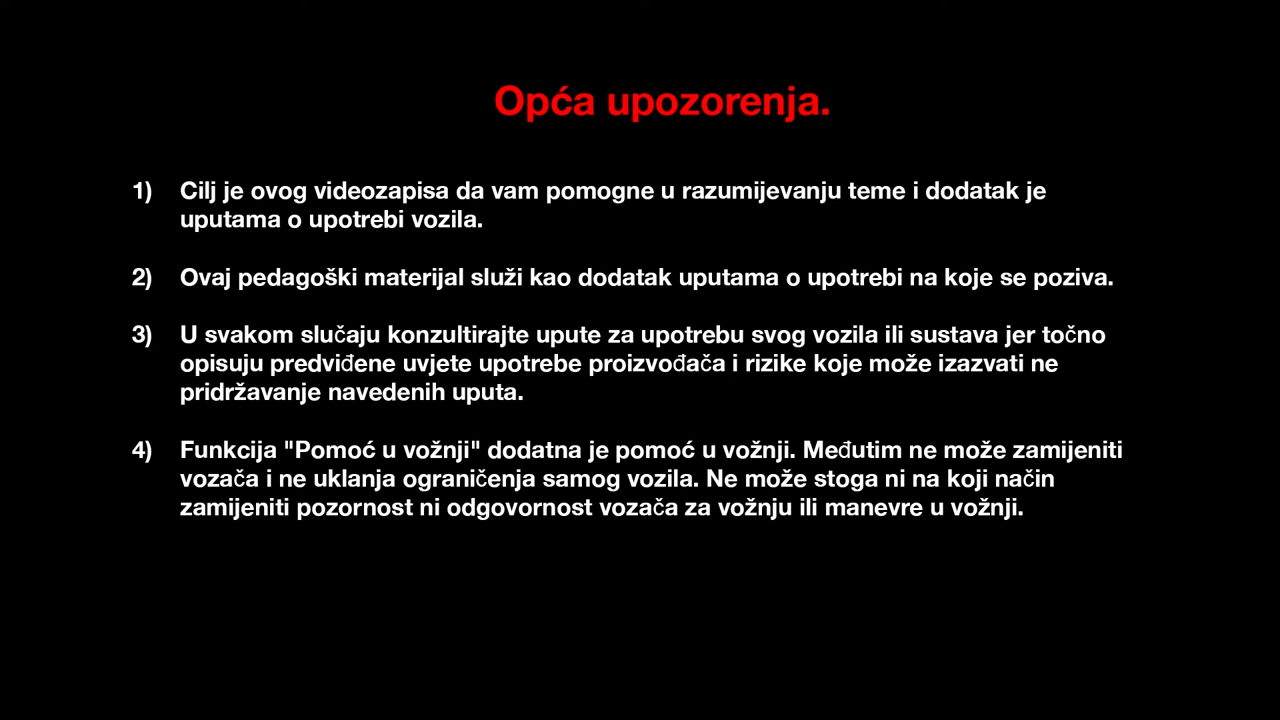 Opća upozorenja.
1) Cilj je ovog videozapisa da vam pomogne u razumijevanju teme i dodatak je
uputama o upotrebi vozila.
2) Ovaj pedagoški materijal služi kao dodatak uputama o upotrebi na koje se poziva.
3) U svakom slučaju konzultirajte upute za upotrebu svog vozila ili sustava jer točno
opisuju predviđene uvjete upotrebe proizvođača i rizike koje može izazvati ne
pridržavanje navedenih uputa.
4) Funkcija "Pomoć u vožnji" dodatna je pomoć u vožnji. Međutim ne može zamijeniti
vozača i ne uklanja ograničenja samog vozila. Ne može stoga ni na koji način
zamijeniti pozornost ni odgovornost vozača za vožnju ili manevre u vožnji.